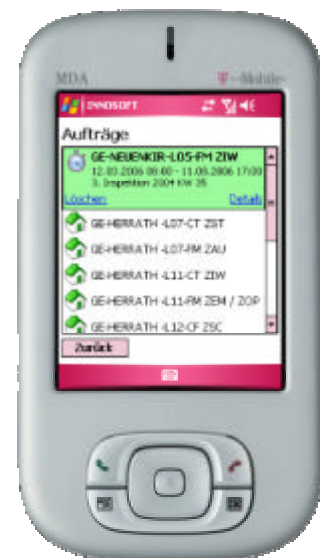 MDA T··Mobile·
INNOSOFT
Aufträge
GE-NEUENKIR-L05-FM ZIW
12.03.2006 08:00 - 11.08.2006 17:00
3. Inspektion 2004 KW 35
Löschen Details
GE-HERRATH -L07-CT ZST
GE-HERRATH -L07-FM ZAU
GE-HERRATH -L11-CT ZIW
GE-HERRATH -L11-FM ZEM / ZOP
GE-HERRATH -L12-CF ZSC
Zurück